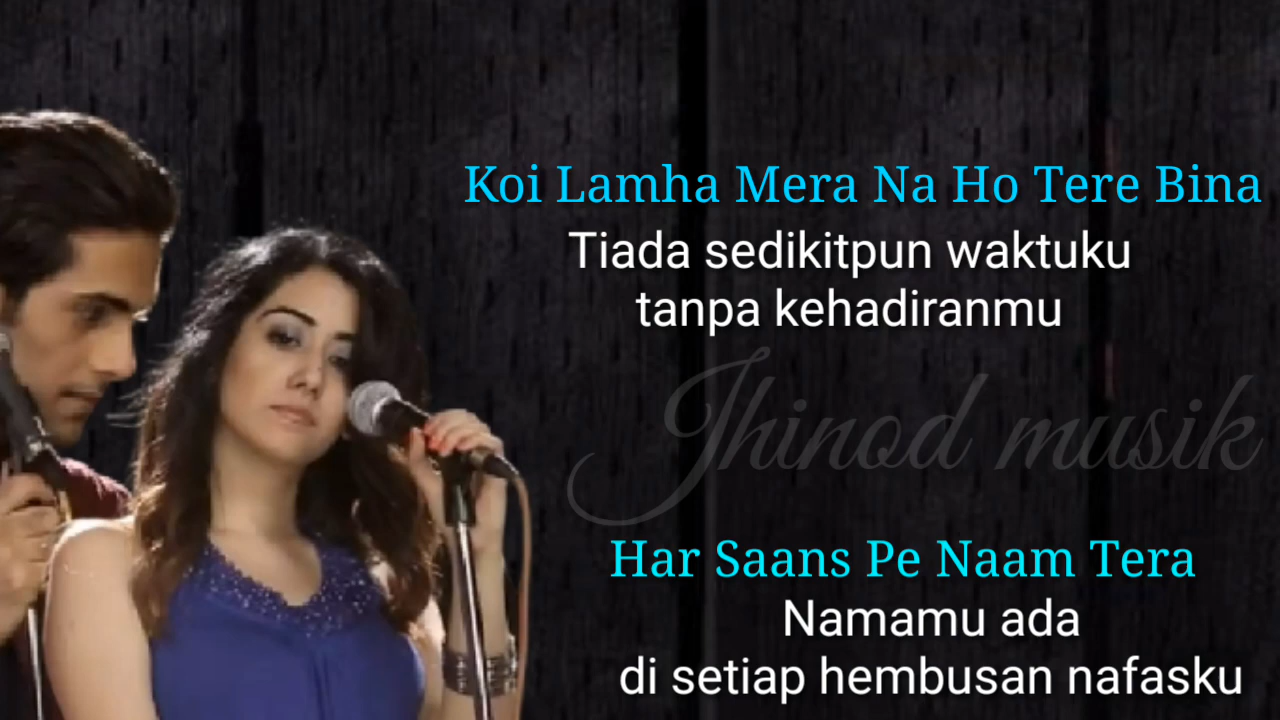 Koi Lamha Mera Na Ho Tere Bina
Tiada sedikitpun waktuku
tanpa kehadiranmu
Jhinod musik
Har Saans Pe Naam Tera
Namamu ada
di setiap hembusan nafasku